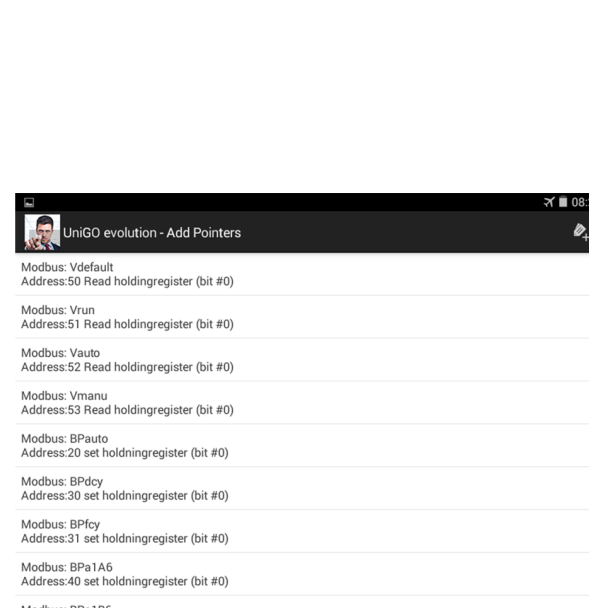 08:
UniGO evolution - Add Pointers
Modbus: Vdefault
Address:50 Read holdingregister (bit #0)
Modbus: Vrun
Address:51 Read holdingregister (bit #0)
Modbus: Vauto
Address:52 Read holdingregister (bit #0)
Modbus: Vmanu
Address:53 Read holdingregister (bit #0)
Modbus: BPauto
Address:20 set holdningregister (bit #0)
Modbus: BPdcy
Address:30 set holdningregister (bit #0)
Modbus: BPfcy
Address:31 set holdningregister (bit #0)
Modbus: BPa1A6
Address:40 set holdningregister (bit #0)